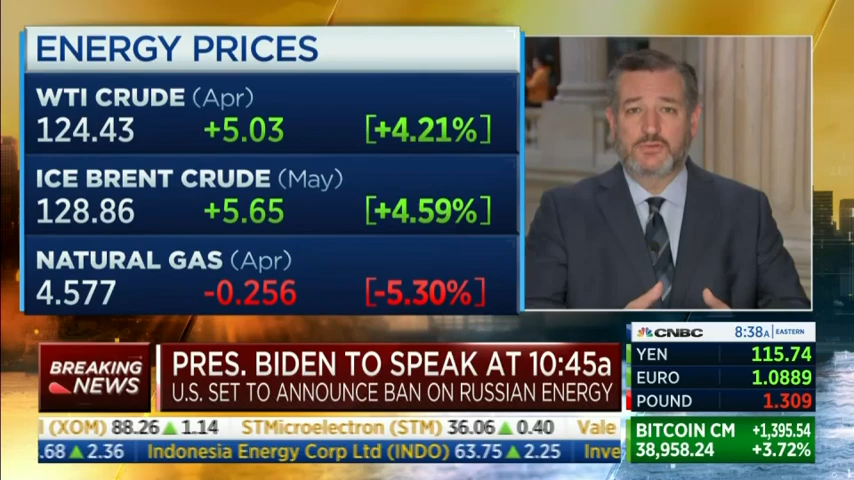 ENERGY PRICES
WTI CRUDE (Apr)
124.43 +5.03 [+4.21%]
ICE BRENT CRUDE (May)
128.86 +5.65 [+4.59%]
NATURAL GAS (Apr)
4.577 -0.256 [-5.30%]
BREAKING NEWS
PRES. BIDEN TO SPEAK AT 10:45a
U.S. SET TO ANNOUNCE BAN ON RUSSIAN ENERGY
CNBC 8:38A EASTERN
YEN 115.74
EURO 1.0889
POUND 1.309
BITCOIN CM +1,395.54
38,958.24 +3.72%
(XOM) 88.26▲1.14 STMicroelectron (STM) 36.06▲0.40 Vale
.68▲2.36 Indonesia Energy Corp Ltd (INDO) 63.75▲2.25 Inve